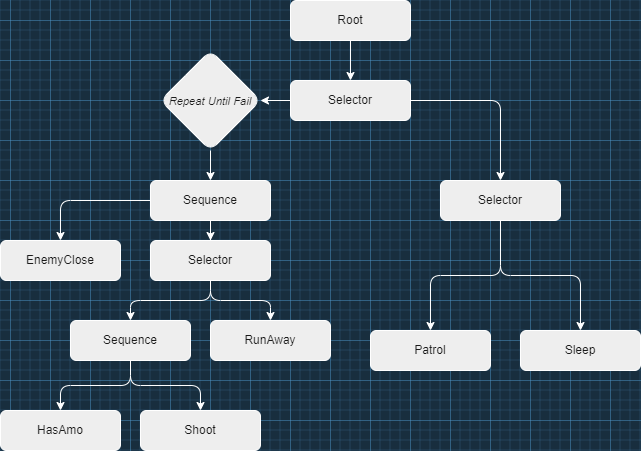 Root
Repeat Until Fail
Selector
Sequence
Selector
EnemyClose
Selector
Sequence
RunAway
Patrol
Sleep
HasAmo
Shoot